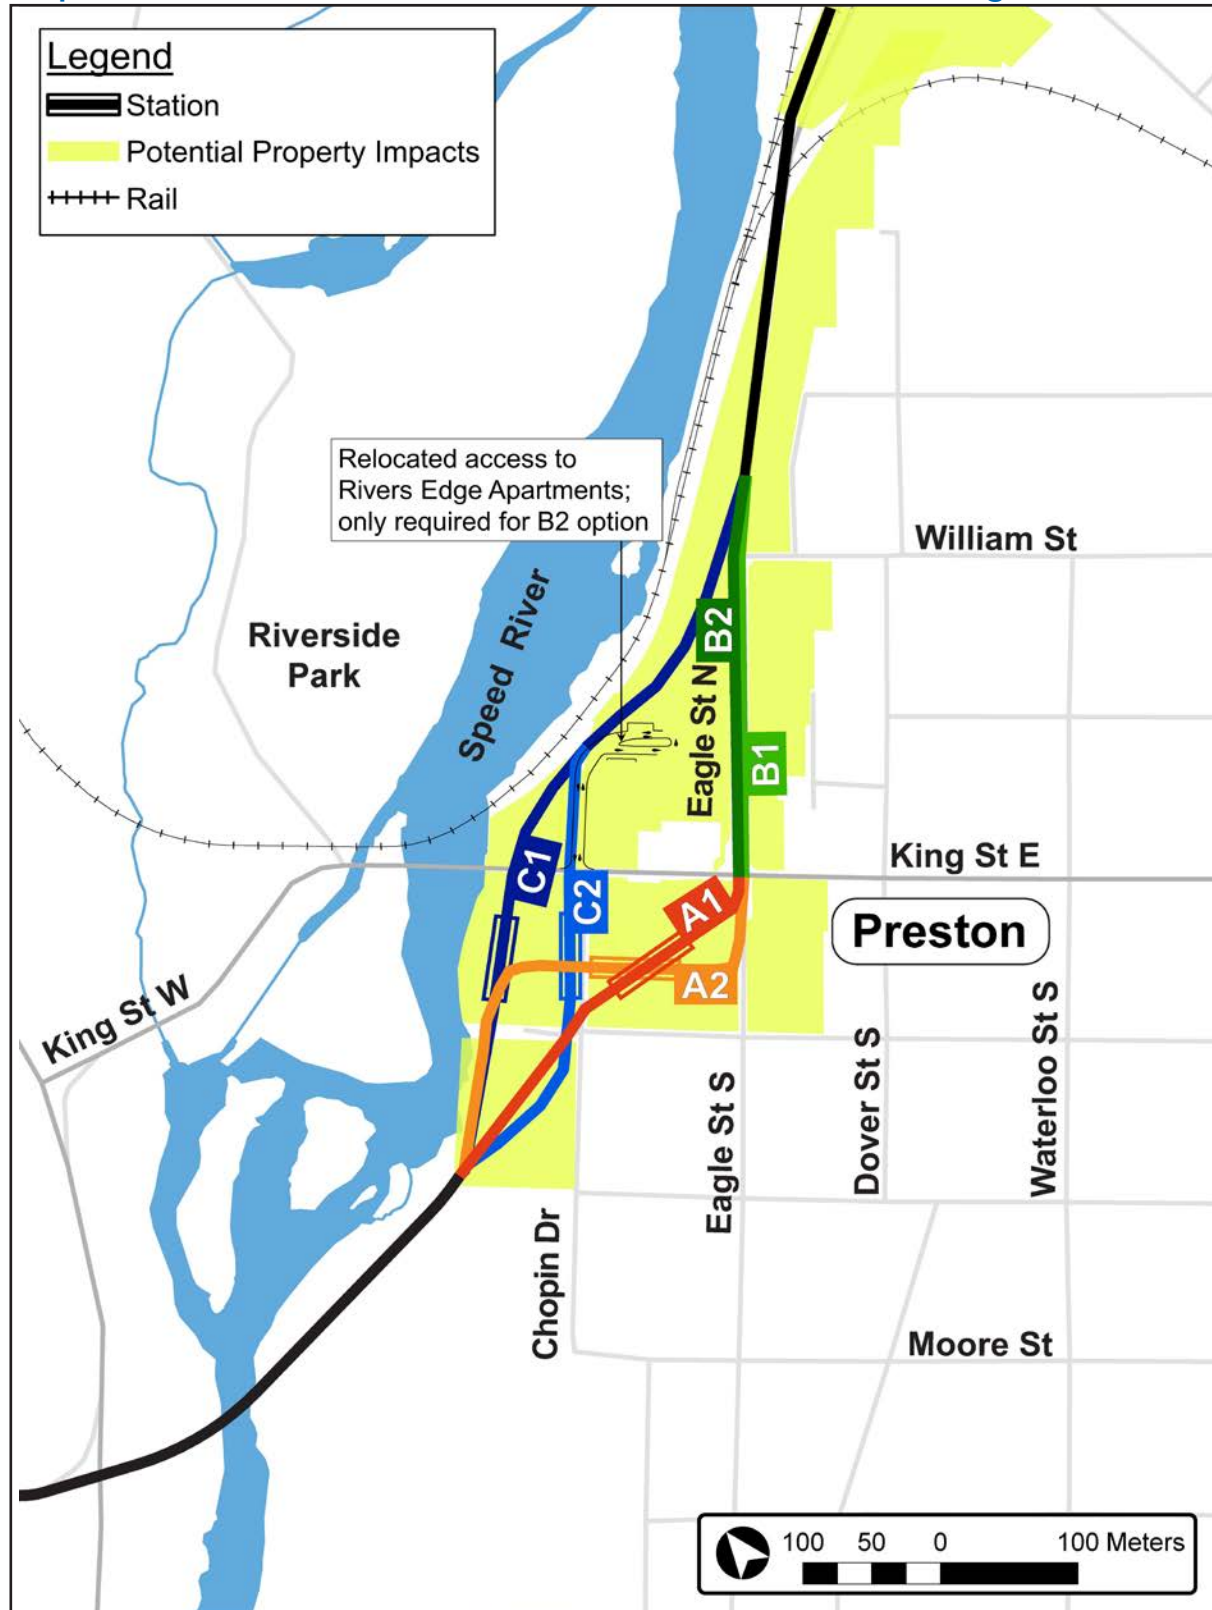 Legend
Station
Potential Property Impacts
Rail
Relocated access to
Rivers Edge Apartments;
only required for B2 option
William St
Riverside
Park
Speed River
B2
Eagle St N
B1
King St E
C1
C2
A1
A2
Preston
King St W
Eagle St S
Dover St S
Waterloo St S
Chopin Dr
Moore St
100 50 0 100 Meters